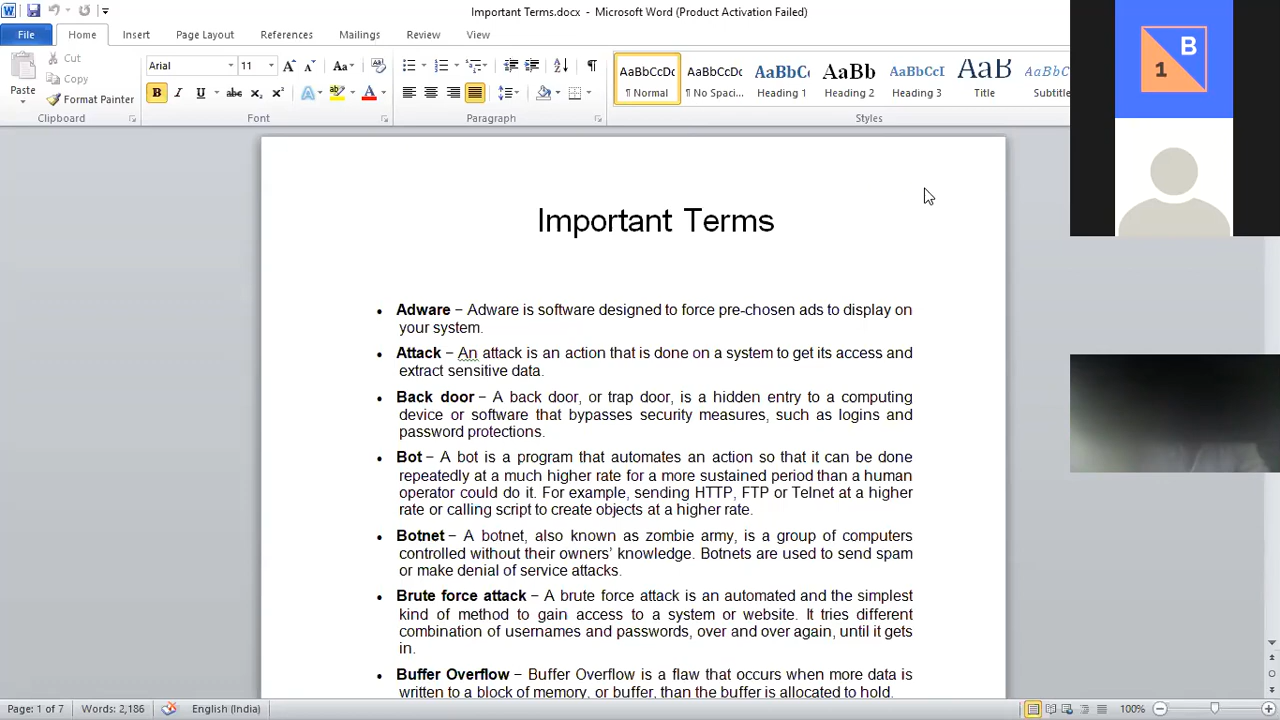 Important Terms.docx - Microsoft Word (Product Activation Failed)
File Home Insert Page Layout References Mailings Review View
Paste
Cut
Copy
Format Painter
Clipboard
Arial 11
Aa
B I U abc x₂ x² A A
Font
Paragraph
AaBbCcDc AaBbCcDc AaBbCc AaBbCc AaBbCcI AaB AaBbCc
¶ Normal ¶ No Spaci... Heading 1 Heading 2 Heading 3 Title Subtitle
Styles
B
1
Important Terms
• Adware – Adware is software designed to force pre-chosen ads to display on
your system.
• Attack – An attack is an action that is done on a system to get its access and
extract sensitive data.
• Back door – A back door, or trap door, is a hidden entry to a computing
device or software that bypasses security measures, such as logins and
password protections.
• Bot – A bot is a program that automates an action so that it can be done
repeatedly at a much higher rate for a more sustained period than a human
operator could do it. For example, sending HTTP, FTP or Telnet at a higher
rate or calling script to create objects at a higher rate.
• Botnet – A botnet, also known as zombie army, is a group of computers
controlled without their owners’ knowledge. Botnets are used to send spam
or make denial of service attacks.
• Brute force attack – A brute force attack is an automated and the simplest
kind of method to gain access to a system or website. It tries different
combination of usernames and passwords, over and over again, until it gets
in.
• Buffer Overflow – Buffer Overflow is a flaw that occurs when more data is
written to a block of memory, or buffer, than the buffer is allocated to hold.
Page: 1 of 7 Words: 2,186 English (India) 100%